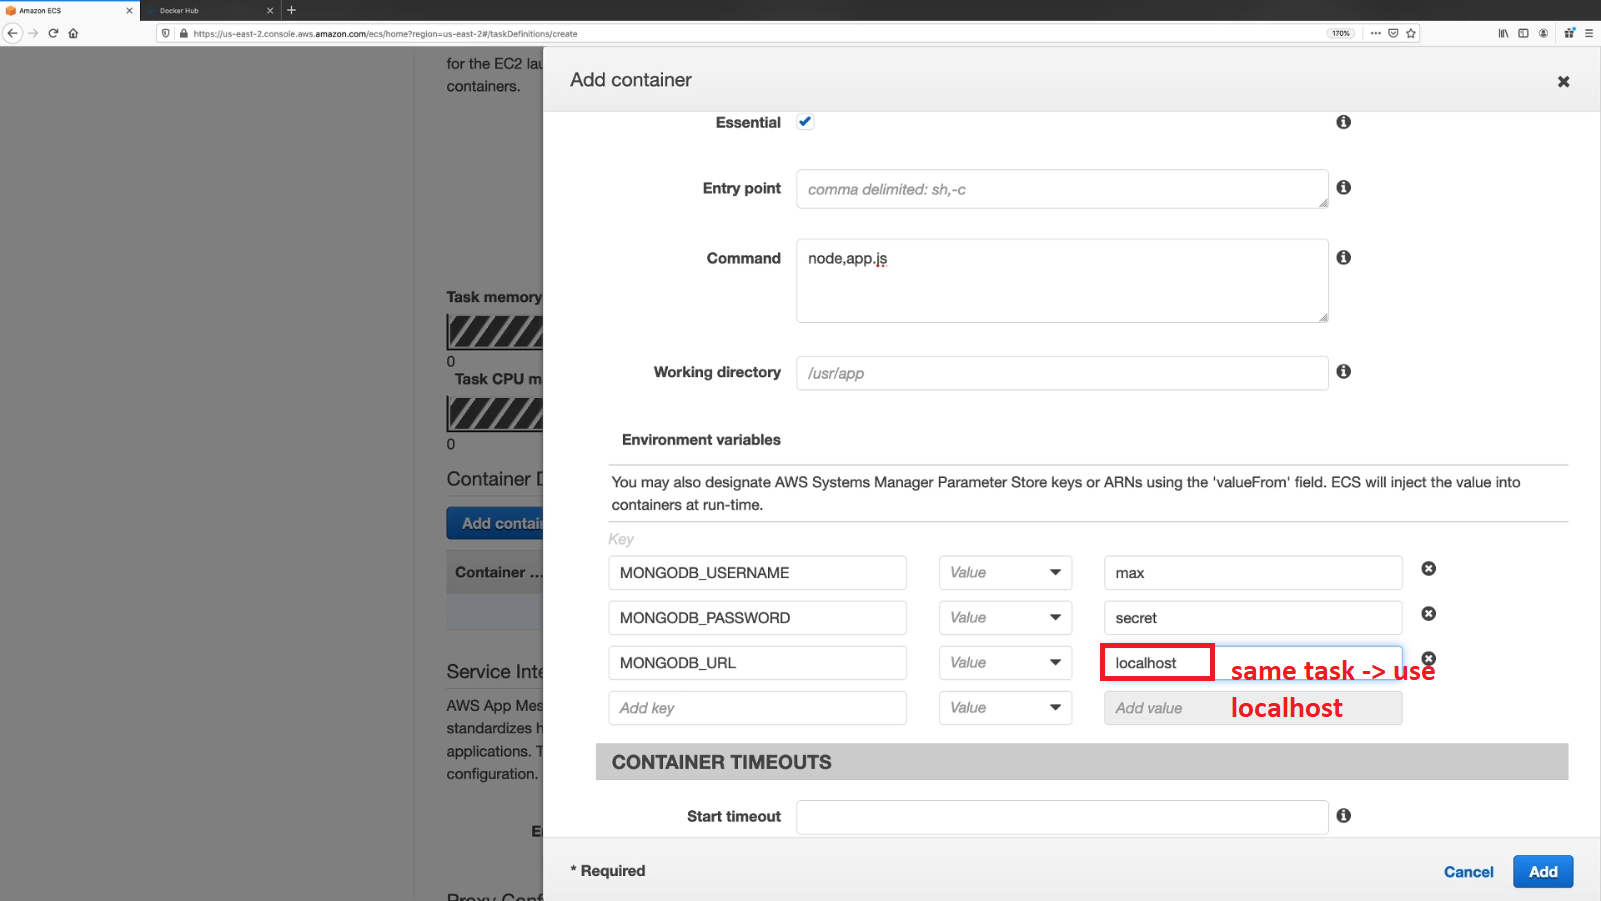 Amazon ECS
Docker Hub
https://us-east-2.console.aws.amazon.com/ecs/home?region=us-east-2#/taskDefinitions/create
170%
for the EC2 lau
containers.
Task memory
0
Task CPU m
0
Container D
Add contain
Container ...
Service Inte
AWS App Mes
standardizes h
applications. T
configuration.
E
Proxy Conf
Add container
Essential
Entry point
comma delimited: sh,-c
Command
node,app.js
Working directory
/usr/app
Environment variables
You may also designate AWS Systems Manager Parameter Store keys or ARNs using the 'valueFrom' field. ECS will inject the value into
containers at run-time.
Key
MONGODB_USERNAME Value max
MONGODB_PASSWORD Value secret
MONGODB_URL Value localhost
same task -> use
localhost
Add key Value Add value
CONTAINER TIMEOUTS
Start timeout
* Required
Cancel
Add